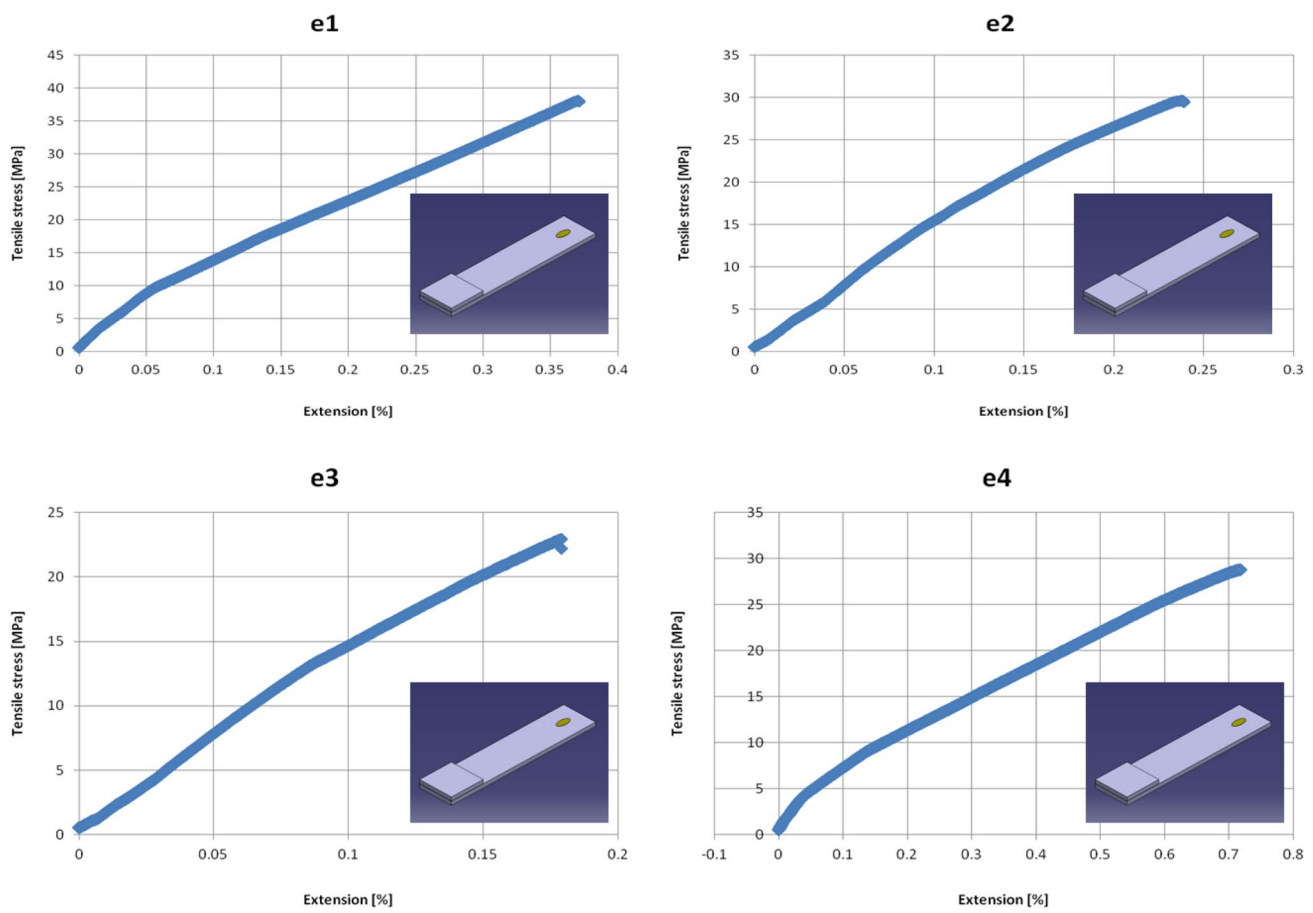 e1
45
40
35
30
25
20
15
10
5
0
Tensile stress [MPa]
0 0.05 0.1 0.15 0.2 0.25 0.3 0.35 0.4
Extension [%]
e2
35
30
25
20
15
10
5
0
Tensile stress [MPa]
0 0.05 0.1 0.15 0.2 0.25 0.3
Extension [%]
e3
25
20
15
10
5
0
Tensile stress [MPa]
0 0.05 0.1 0.15 0.2
Extension [%]
e4
35
30
25
20
15
10
5
0
Tensile stress [MPa]
-0.1 0 0.1 0.2 0.3 0.4 0.5 0.6 0.7 0.8
Extension [%]